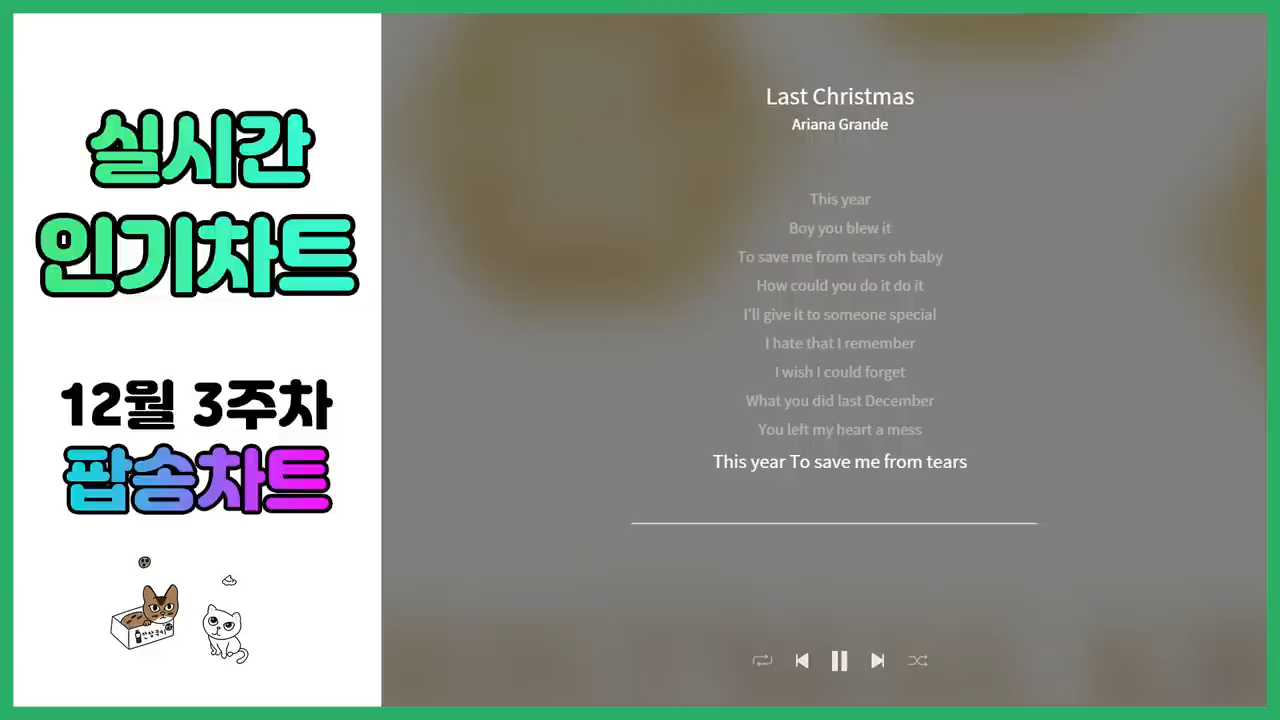 실시간
인기차트
12월 3주차
팝송차트
Last Christmas
Ariana Grande
This year
Boy you blew it
To save me from tears oh baby
How could you do it do it
I'll give it to someone special
I hate that I remember
I wish I could forget
What you did last December
You left my heart a mess
This year To save me from tears